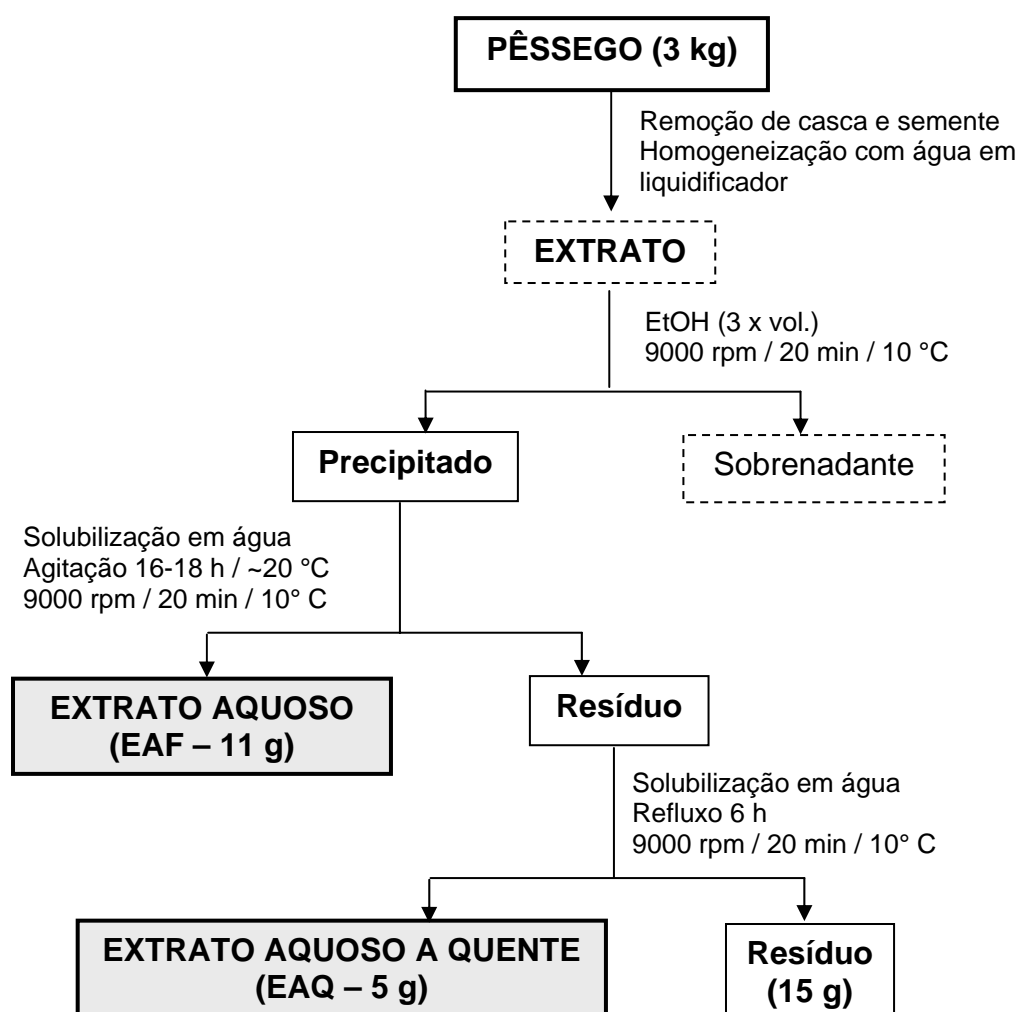 PÊSSEGO (3 kg)
Remoção de casca e semente
Homogeneização com água em
liquidificador
EXTRATO
EtOH (3 x vol.)
9000 rpm / 20 min / 10 °C
Precipitado
Sobrenadante
Solubilização em água
Agitação 16-18 h / ~20 °C
9000 rpm / 20 min / 10° C
EXTRATO AQUOSO
(EAF – 11 g)
Resíduo
Solubilização em água
Refluxo 6 h
9000 rpm / 20 min / 10° C
EXTRATO AQUOSO A QUENTE
(EAQ – 5 g)
Resíduo
(15 g)